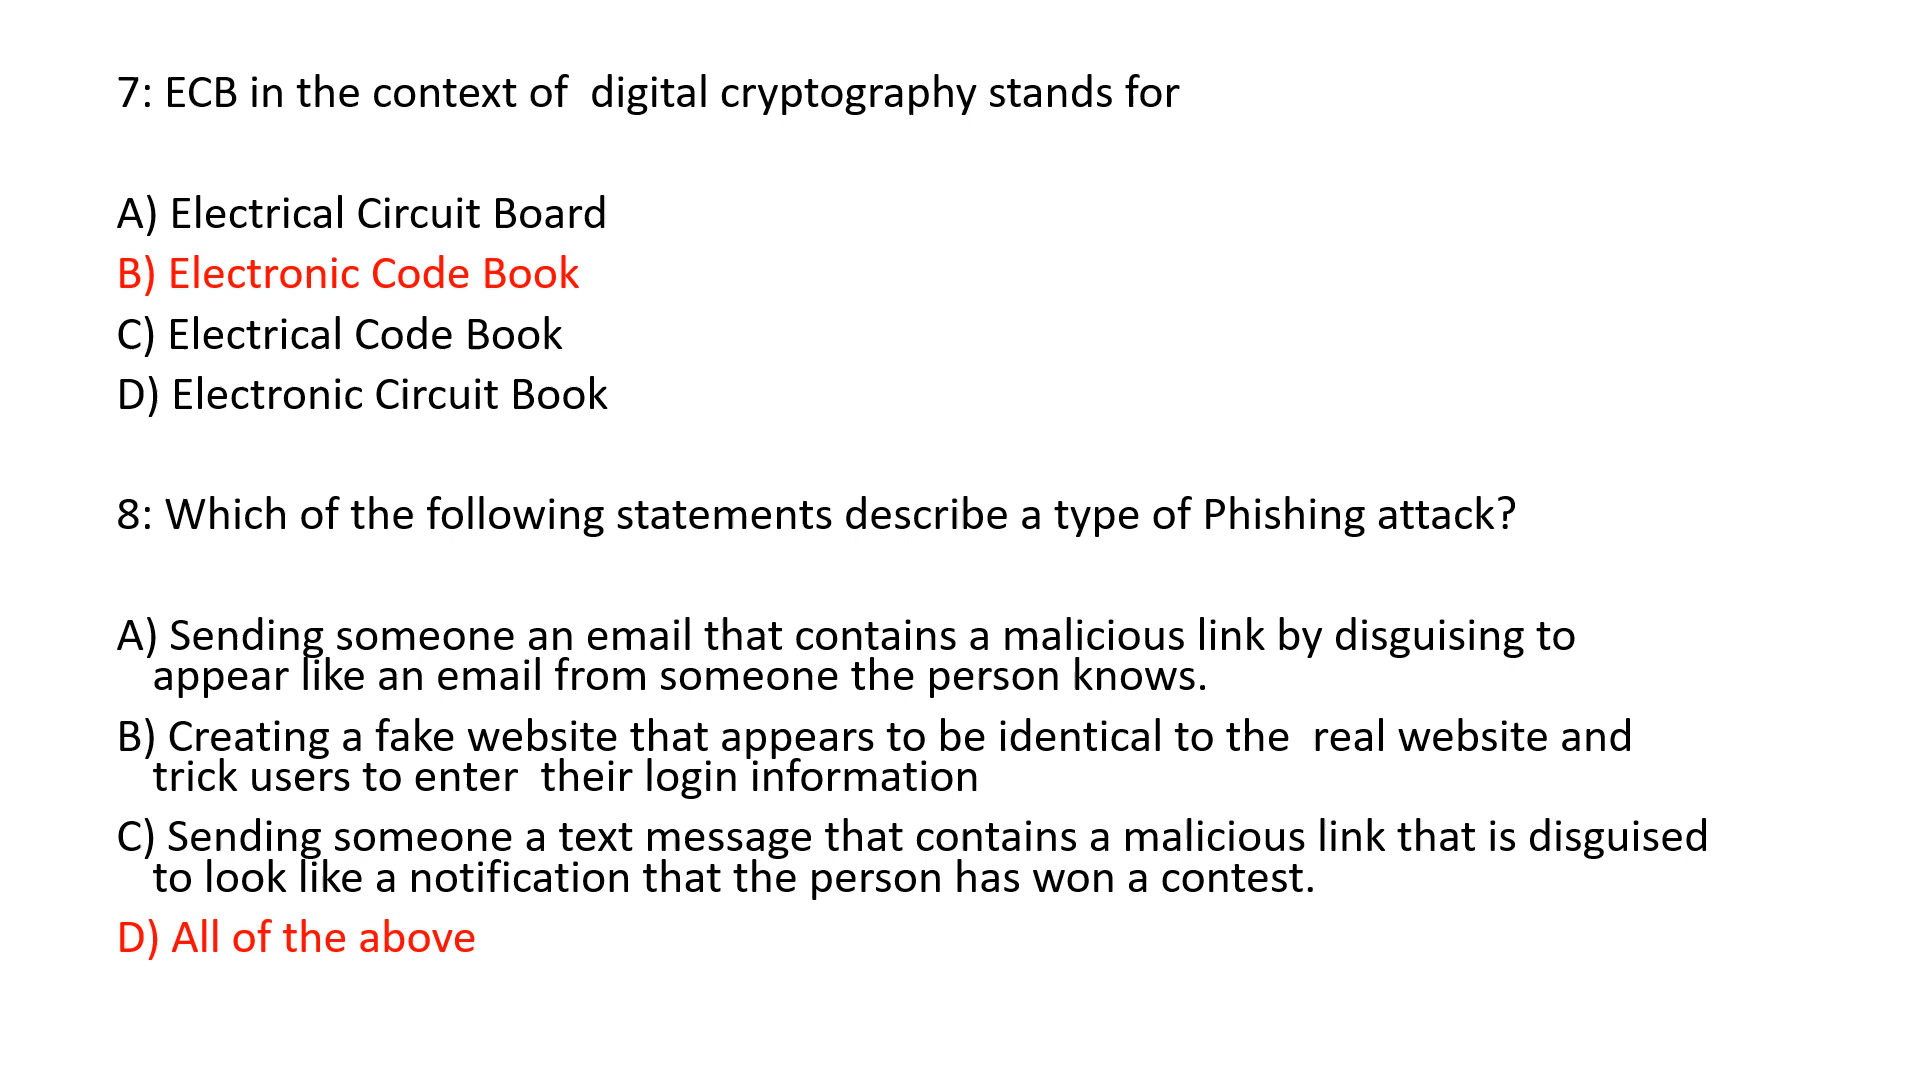 7: ECB in the context of  digital cryptography stands for
A) Electrical Circuit Board
B) Electronic Code Book
C) Electrical Code Book
D) Electronic Circuit Book
8: Which of the following statements describe a type of Phishing attack?
A) Sending someone an email that contains a malicious link by disguising to
appear like an email from someone the person knows.
B) Creating a fake website that appears to be identical to the  real website and
trick users to enter  their login information
C) Sending someone a text message that contains a malicious link that is disguised
to look like a notification that the person has won a contest.
D) All of the above